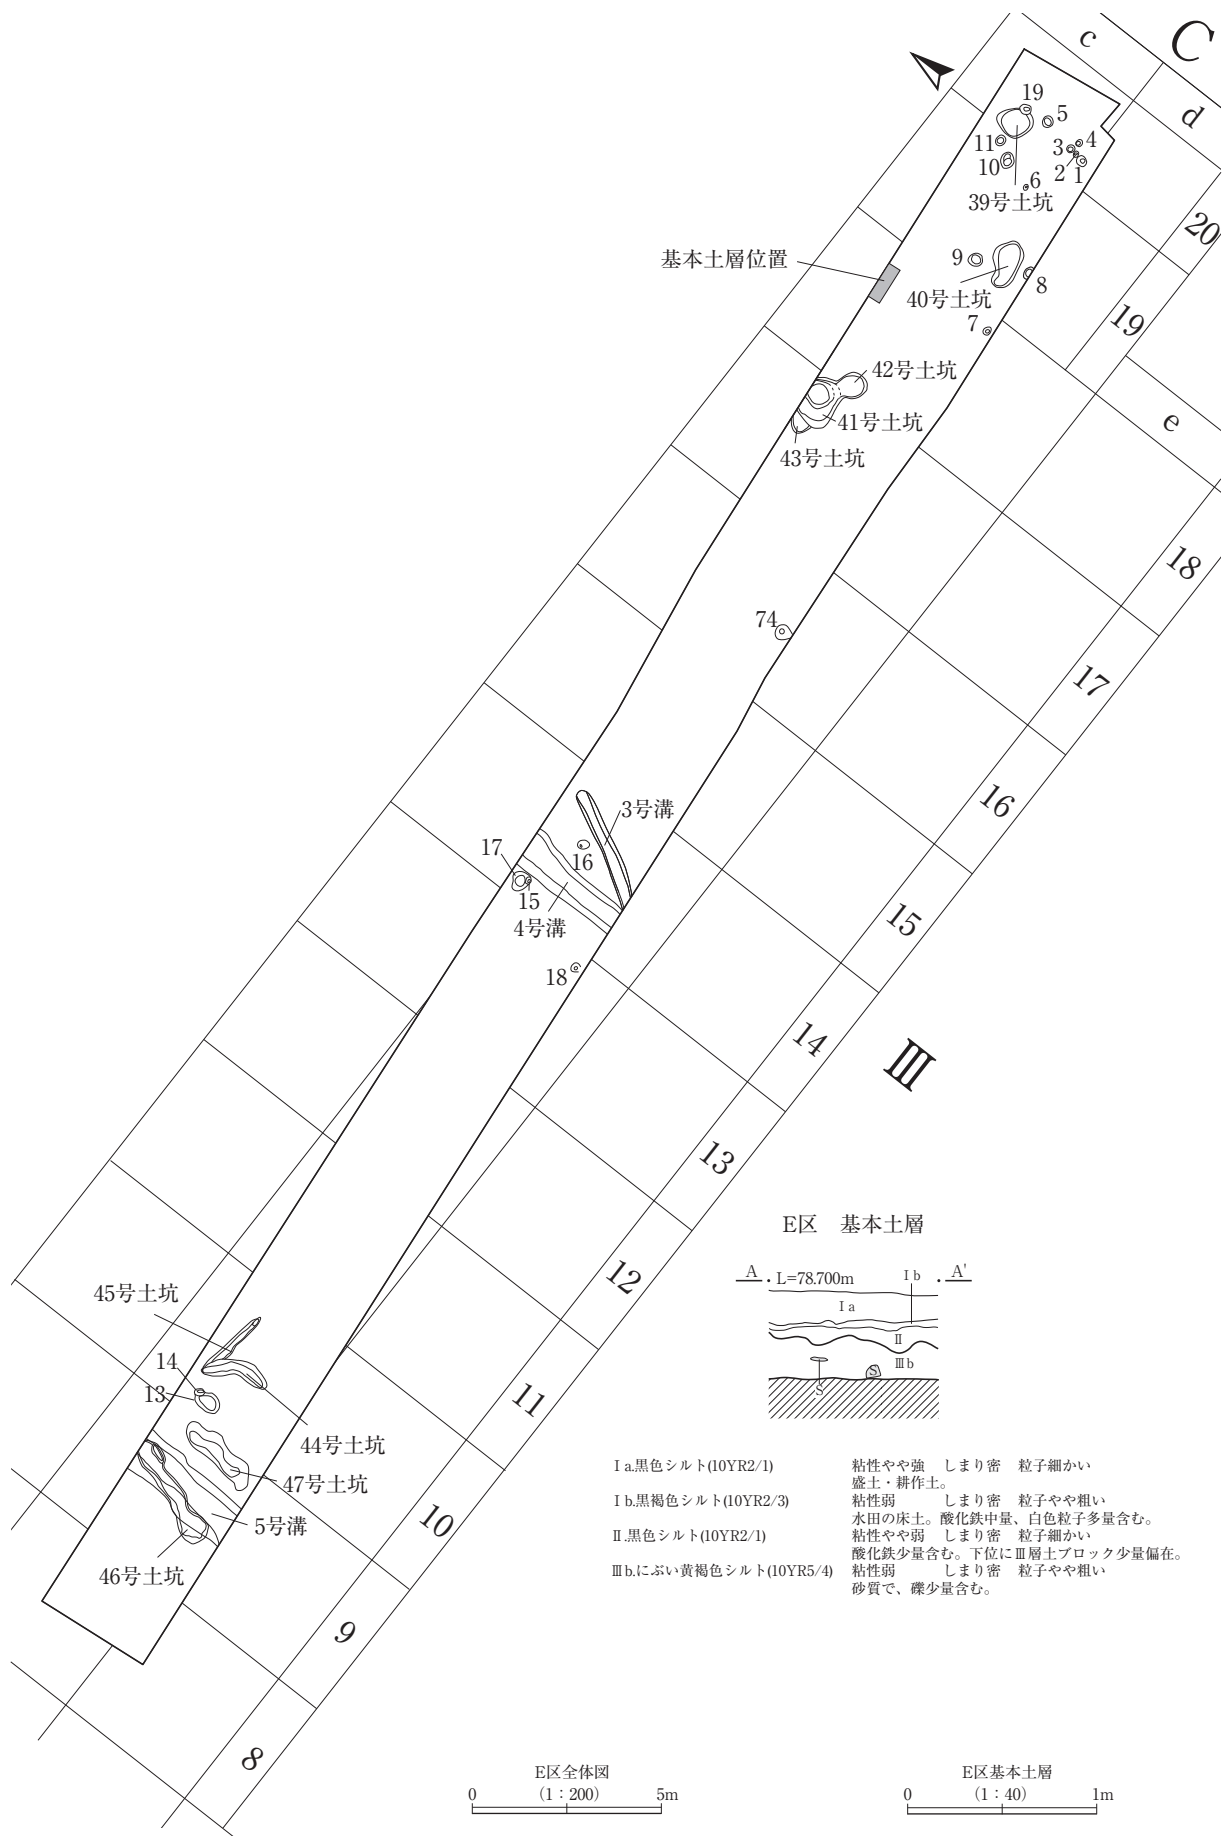 C
c
d
20
19
e
18
17
16
15
14
13
12
11
10
9
8
Ⅲ
19
5
11
4
3
10
2
1
6
39号土坑
基本土層位置
9
40号土坑
8
7
42号土坑
41号土坑
43号土坑
74
3号溝
17
16
15
4号溝
18
45号土坑
14
13
44号土坑
47号土坑
5号溝
46号土坑
E区 基本土層
A
L=78.700m
Ⅰb
A'
Ⅰa
Ⅱ
Ⅲb
S
S
Ⅰa.黒色シルト(10YR2/1) 粘性やや強 しまり密 粒子細かい
盛土・耕作土。
Ⅰb.黒褐色シルト(10YR2/3) 粘性弱 しまり密 粒子やや粗い
水田の床土。酸化鉄中量、白色粒子多量含む。
Ⅱ.黒色シルト(10YR2/1) 粘性やや弱 しまり密 粒子細かい
酸化鉄少量含む。下位にⅢ層土ブロック少量偏在。
Ⅲb.にぶい黄褐色シルト(10YR5/4) 粘性弱 しまり密 粒子やや粗い
砂質で、礫少量含む。
E区全体図
0 (1：200) 5m
E区基本土層
0 (1：40) 1m